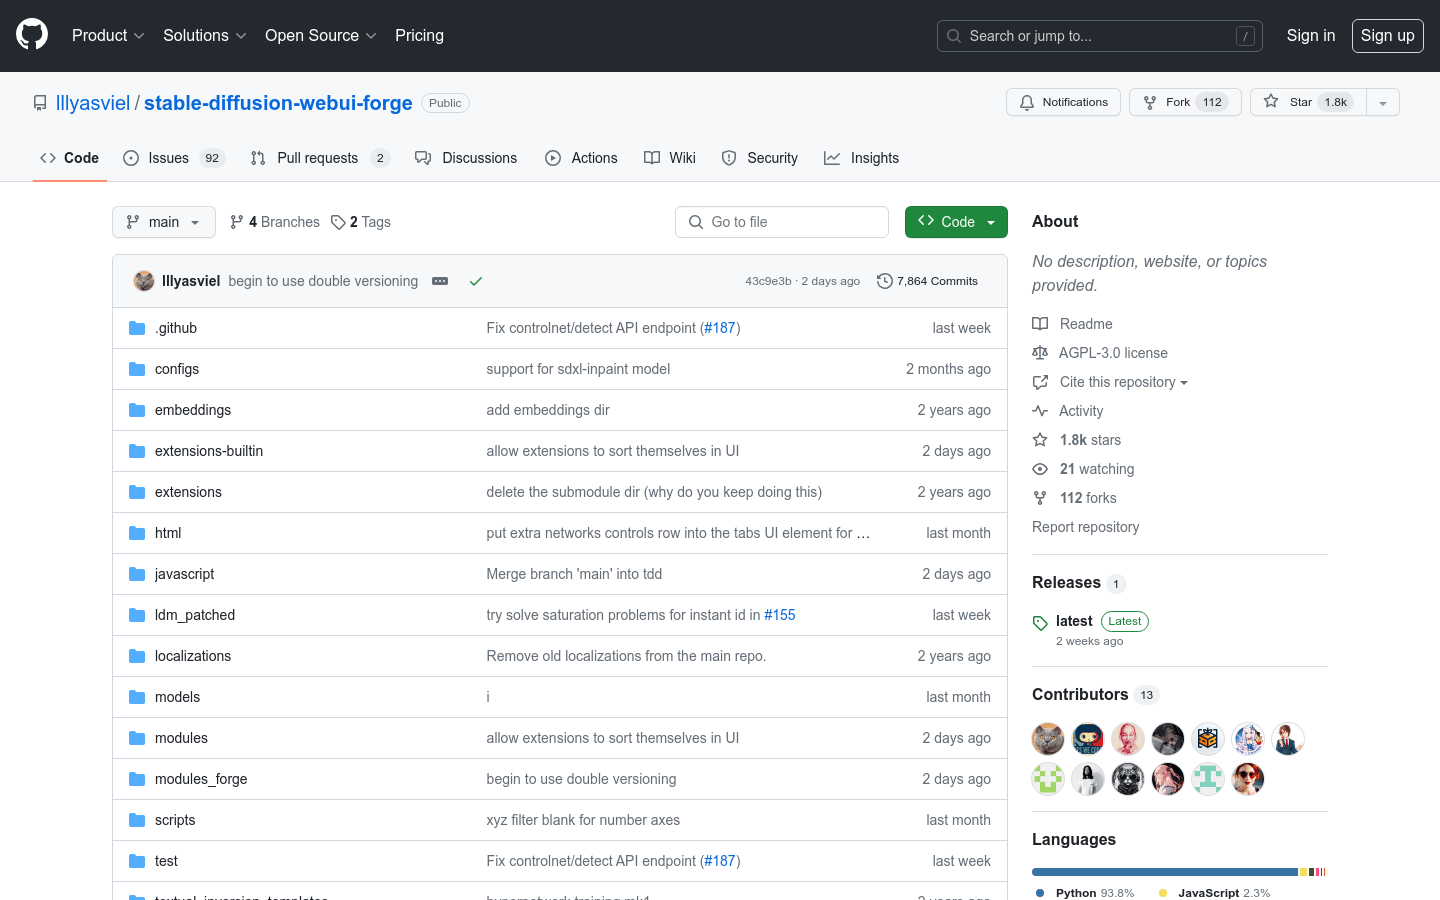 Product Solutions Open Source Pricing Search or jump to... / Sign in Sign up
lllyasviel / stable-diffusion-webui-forge Public Notifications Fork 112 Star 1.8k
Code Issues 92 Pull requests 2 Discussions Actions Wiki Security Insights
main 4 Branches 2 Tags Go to file Code
lllyasviel begin to use double versioning 43c9e3b · 2 days ago 7,864 Commits
.github Fix controlnet/detect API endpoint (#187) last week
configs support for sdxl-inpaint model 2 months ago
embeddings add embeddings dir 2 years ago
extensions-builtin allow extensions to sort themselves in UI 2 days ago
extensions delete the submodule dir (why do you keep doing this) 2 years ago
html put extra networks controls row into the tabs UI element for … last month
javascript Merge branch 'main' into tdd 2 days ago
ldm_patched try solve saturation problems for instant id in #155 last week
localizations Remove old localizations from the main repo. 2 years ago
models i last month
modules allow extensions to sort themselves in UI 2 days ago
modules_forge begin to use double versioning 2 days ago
scripts xyz filter blank for number axes last month
test Fix controlnet/detect API endpoint (#187) last week
textual_inversion_templates hypernetwork training mk1 2 years ago
About
No description, website, or topics
provided.
Readme
AGPL-3.0 license
Cite this repository
Activity
1.8k stars
21 watching
112 forks
Report repository
Releases 1
latest Latest
2 weeks ago
Contributors 13
Languages
Python 93.8% JavaScript 2.3%